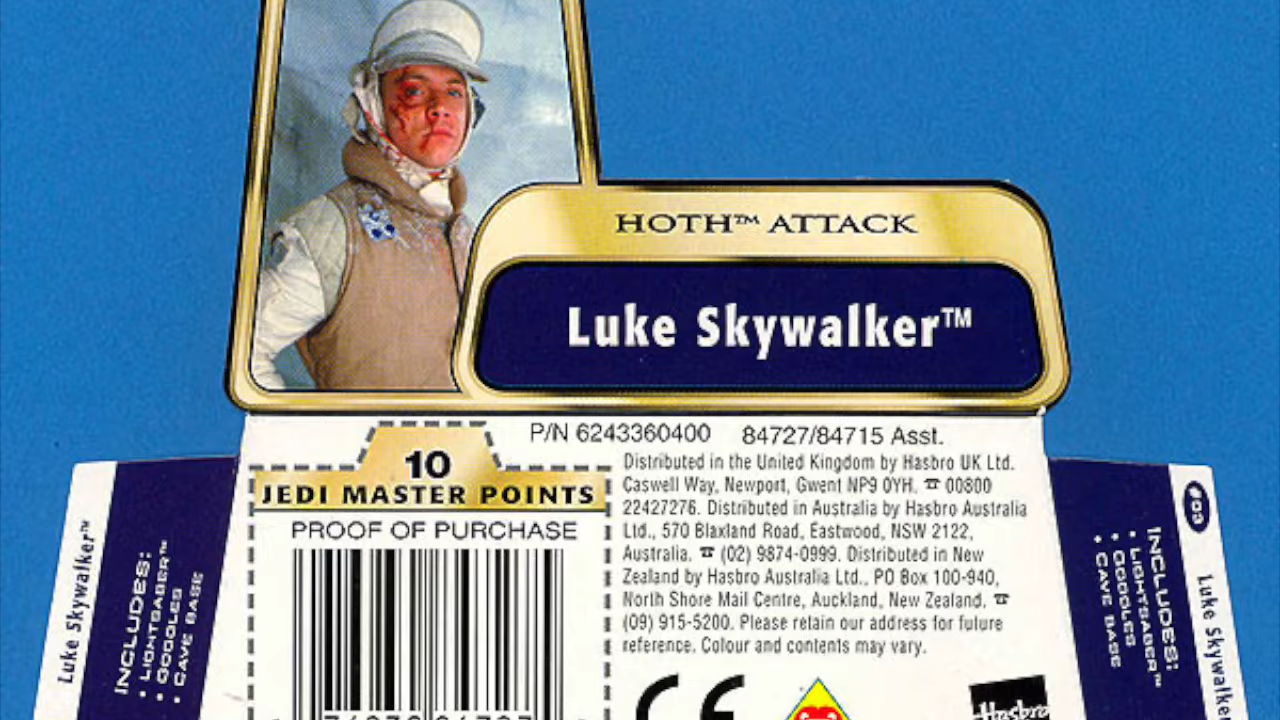 HOTH™ ATTACK
Luke Skywalker™
P/N 6243360400 84727/84715 Asst.
10
JEDI MASTER POINTS
PROOF OF PURCHASE
Distributed in the United Kingdom by Hasbro UK Ltd.
Caswell Way, Newport, Gwent NP9 0YH. ☎ 00800
22427276. Distributed in Australia by Hasbro Australia
Ltd., 570 Blaxland Road, Eastwood, NSW 2122,
Australia. ☎ (02) 9874-0999. Distributed in New
Zealand by Hasbro Australia Ltd., PO Box 100-940,
North Shore Mail Centre, Auckland, New Zealand. ☎
(09) 915-5200. Please retain our address for future
reference. Colour and contents may vary.
CE
Hasbro
Luke Skywalker™
INCLUDES:
• LIGHTSABER™
• GOGGLES
• CAVE BASE
INCLUDES:
• LIGHTSABER™
• GOGGLES
• CAVE BASE
Luke Skywalke